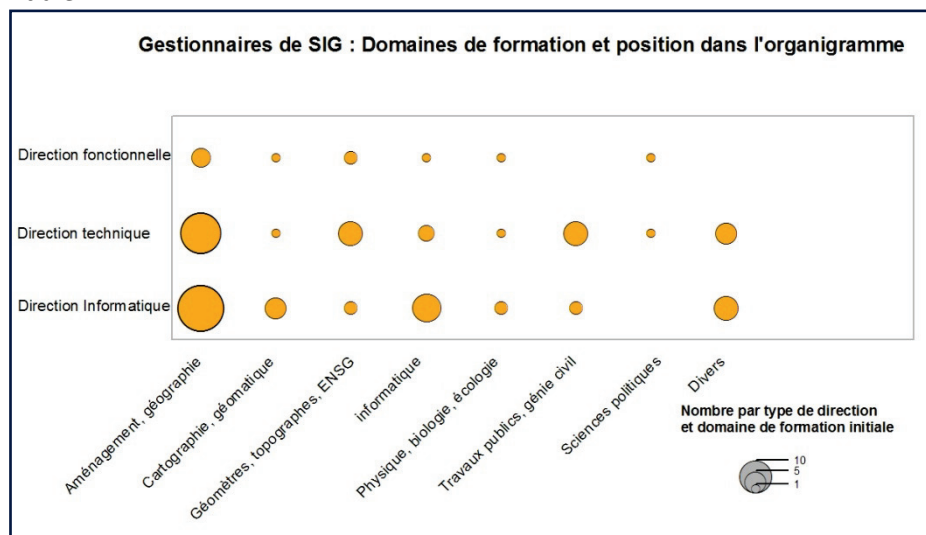 Gestionnaires de SIG : Domaines de formation et position dans l'organigramme
Direction fonctionnelle
Direction technique
Direction Informatique
Aménagement, géographie
Cartographie, géomatique
Géomètres, topographes, ENSG
informatique
Physique, biologie, écologie
Travaux publics, génie civil
Sciences politiques
Divers
Nombre par type de direction
et domaine de formation initiale
10
5
1